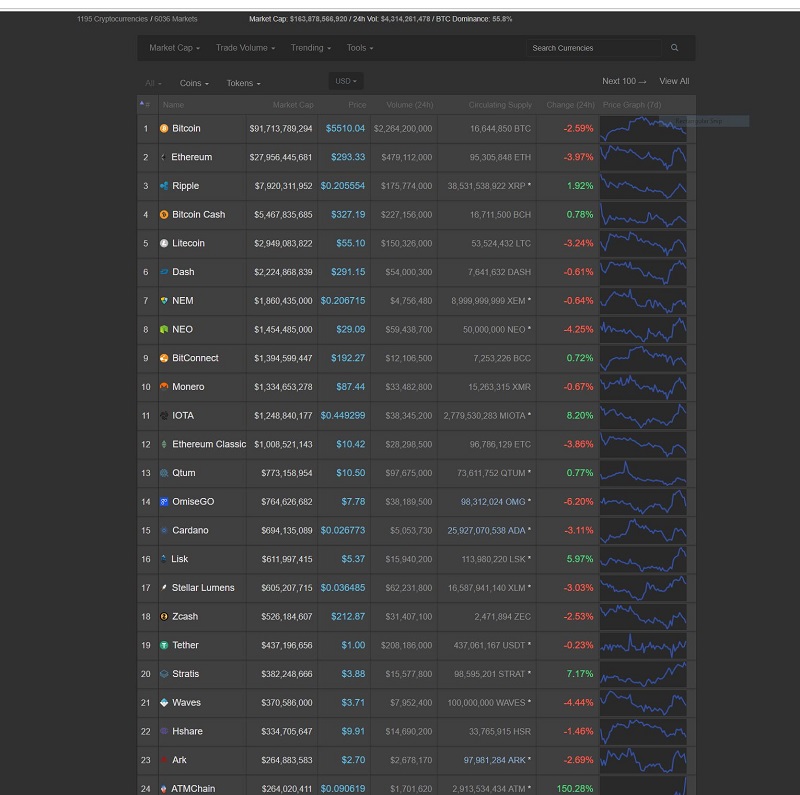 1195 Cryptocurrencies / 6036 Markets Market Cap: $163,878,566,920 / 24h Vol: $4,314,261,478 / BTC Dominance: 55.8%
Market Cap Trade Volume Trending Tools Search Currencies
All Coins Tokens USD Next 100 → View All
# Name Market Cap Price Volume (24h) Circulating Supply Change (24h) Price Graph (7d)
Rectangular Snip
1 Bitcoin $91,713,789,294 $5510.04 $2,264,200,000 16,644,850 BTC -2.59%
2 Ethereum $27,956,445,681 $293.33 $479,112,000 95,305,848 ETH -3.97%
3 Ripple $7,920,311,952 $0.205554 $175,774,000 38,531,538,922 XRP * 1.92%
4 Bitcoin Cash $5,467,835,685 $327.19 $227,156,000 16,711,500 BCH 0.78%
5 Litecoin $2,949,083,822 $55.10 $150,326,000 53,524,432 LTC -3.24%
6 Dash $2,224,868,839 $291.15 $54,000,300 7,641,632 DASH -0.61%
7 NEM $1,860,435,000 $0.206715 $4,756,480 8,999,999,999 XEM * -0.64%
8 NEO $1,454,485,000 $29.09 $59,438,700 50,000,000 NEO * -4.25%
9 BitConnect $1,394,599,447 $192.27 $12,106,500 7,253,226 BCC 0.72%
10 Monero $1,334,653,278 $87.44 $33,482,800 15,263,315 XMR -0.67%
11 IOTA $1,248,840,177 $0.449299 $38,345,200 2,779,530,283 MIOTA * 8.20%
12 Ethereum Classic $1,008,521,143 $10.42 $28,298,500 96,786,129 ETC -3.86%
13 Qtum $773,158,954 $10.50 $97,675,000 73,611,752 QTUM * 0.77%
14 OmiseGO $764,626,682 $7.78 $38,189,500 98,312,024 OMG * -6.20%
15 Cardano $694,135,089 $0.026773 $5,053,730 25,927,070,538 ADA * -3.11%
16 Lisk $611,997,415 $5.37 $15,940,200 113,980,220 LSK * 5.97%
17 Stellar Lumens $605,207,715 $0.036485 $62,231,800 16,587,941,140 XLM * -3.03%
18 Zcash $526,184,607 $212.87 $31,407,100 2,471,894 ZEC -2.53%
19 Tether $437,196,656 $1.00 $208,186,000 437,061,167 USDT * -0.23%
20 Stratis $382,248,666 $3.88 $15,577,800 98,595,201 STRAT * 7.17%
21 Waves $370,586,000 $3.71 $7,952,400 100,000,000 WAVES * -4.44%
22 Hshare $334,705,647 $9.91 $14,690,200 33,765,915 HSR -1.46%
23 Ark $264,883,583 $2.70 $2,678,170 97,981,284 ARK * -2.69%
24 ATMChain $264,020,411 $0.090619 $1,701,620 2,913,534,434 ATM * 150.28%